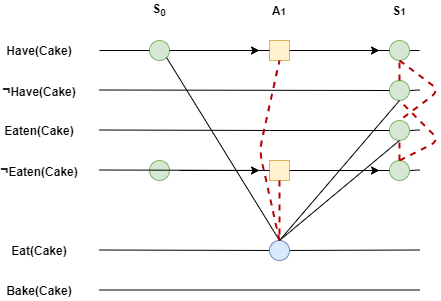 S₀ A₁ S₁
Have(Cake)
¬Have(Cake)
Eaten(Cake)
¬Eaten(Cake)
Eat(Cake)
Bake(Cake)